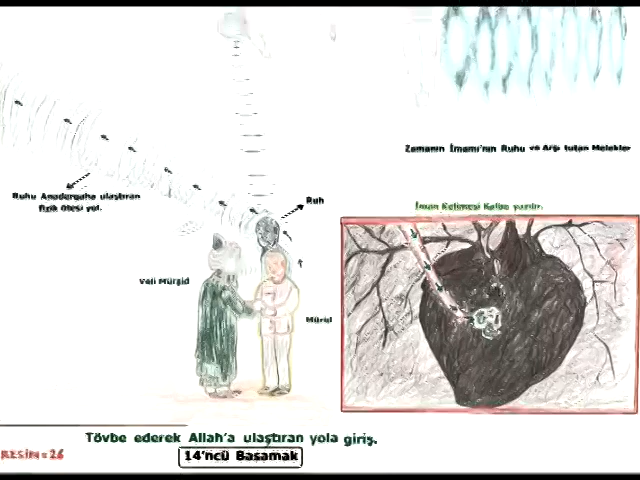 Zamanın İmamı'nın Ruhu ve Arşı tutan Melekler
Ruhu Anadergaha ulaştıran
fizik ötesi yol.
Ruh
İman Kelimesi Kalbe yazılır.
Veli Mürşid
Mürid
Tövbe ederek Allah'a ulaştıran yola giriş.
RESİM = 26
14'ncü Basamak